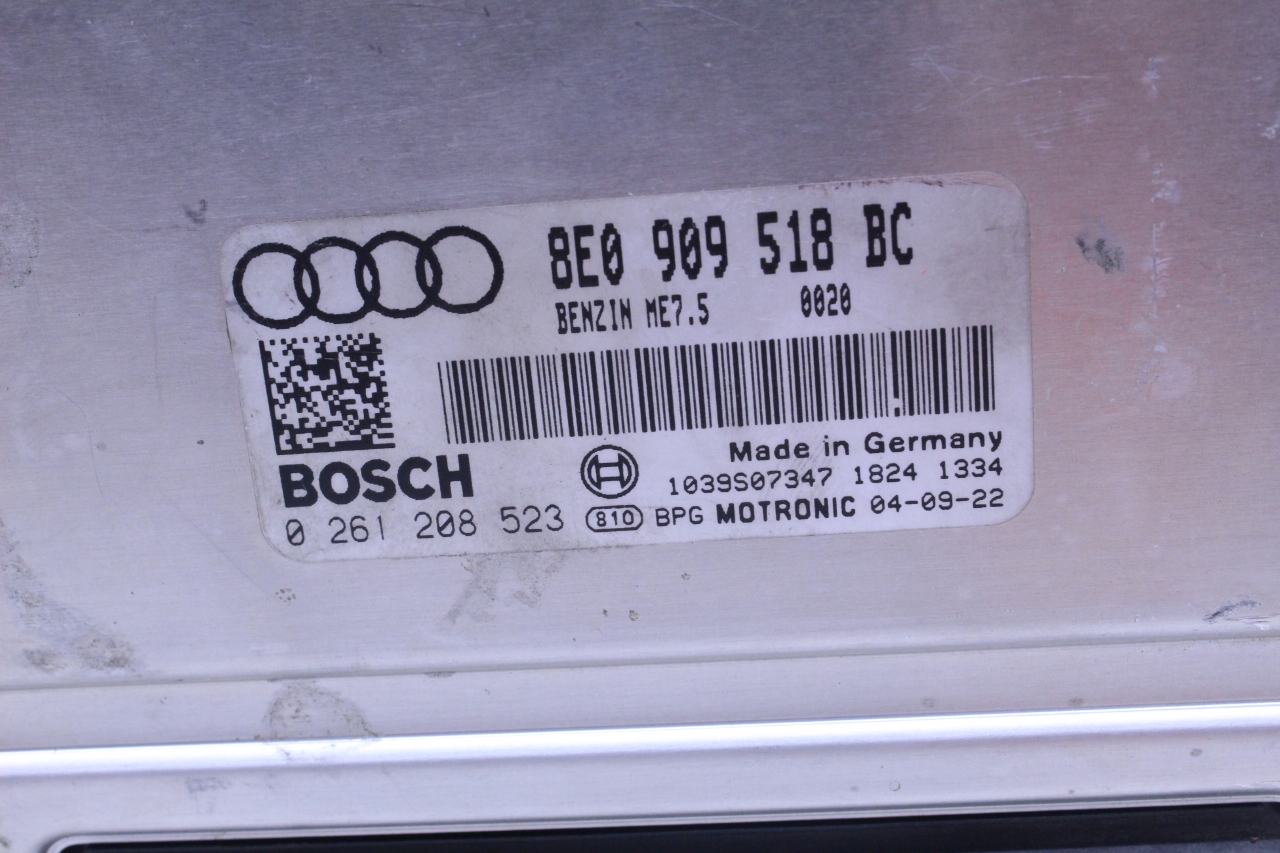 8E0 909 518 BC
BENZIN ME7.5 0020
Made in Germany
BOSCH
1039S07347 1824 1334
0 261 208 523 810 BPG MOTRONIC 04-09-22